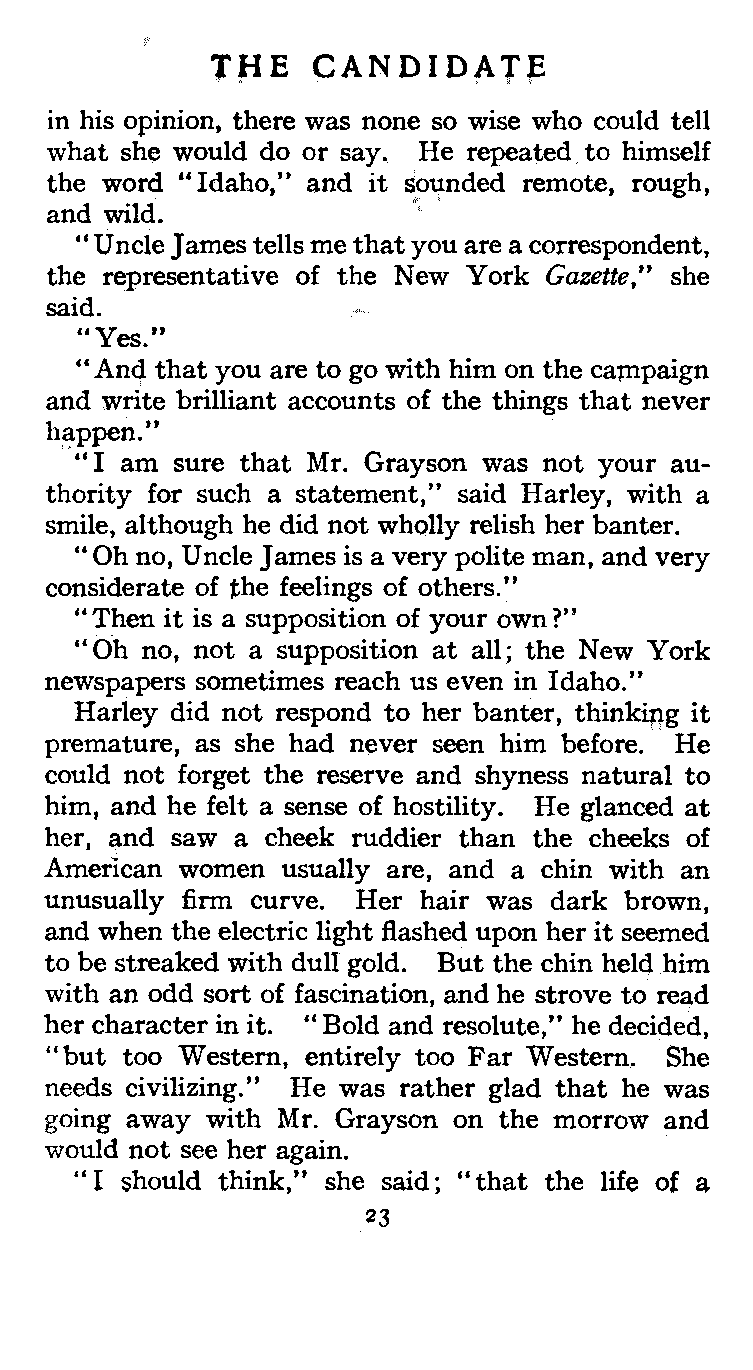 THE CANDIDATE
in his opinion, there was none so wise who could tell
what she would do or say. He repeated to himself
the word "Idaho," and it sounded remote, rough,
and wild.
"Uncle James tells me that you are a correspondent,
the representative of the New York Gazette," she
said.
"Yes."
"And that you are to go with him on the campaign
and write brilliant accounts of the things that never
happen."
"I am sure that Mr. Grayson was not your au-
thority for such a statement," said Harley, with a
smile, although he did not wholly relish her banter.
"Oh no, Uncle James is a very polite man, and very
considerate of the feelings of others."
"Then it is a supposition of your own?"
"Oh no, not a supposition at all; the New York
newspapers sometimes reach us even in Idaho."
Harley did not respond to her banter, thinking it
premature, as she had never seen him before. He
could not forget the reserve and shyness natural to
him, and he felt a sense of hostility. He glanced at
her, and saw a cheek ruddier than the cheeks of
American women usually are, and a chin with an
unusually firm curve. Her hair was dark brown,
and when the electric light flashed upon her it seemed
to be streaked with dull gold. But the chin held him
with an odd sort of fascination, and he strove to read
her character in it. "Bold and resolute," he decided,
"but too Western, entirely too Far Western. She
needs civilizing." He was rather glad that he was
going away with Mr. Grayson on the morrow and
would not see her again.
"I should think," she said; "that the life of a
23